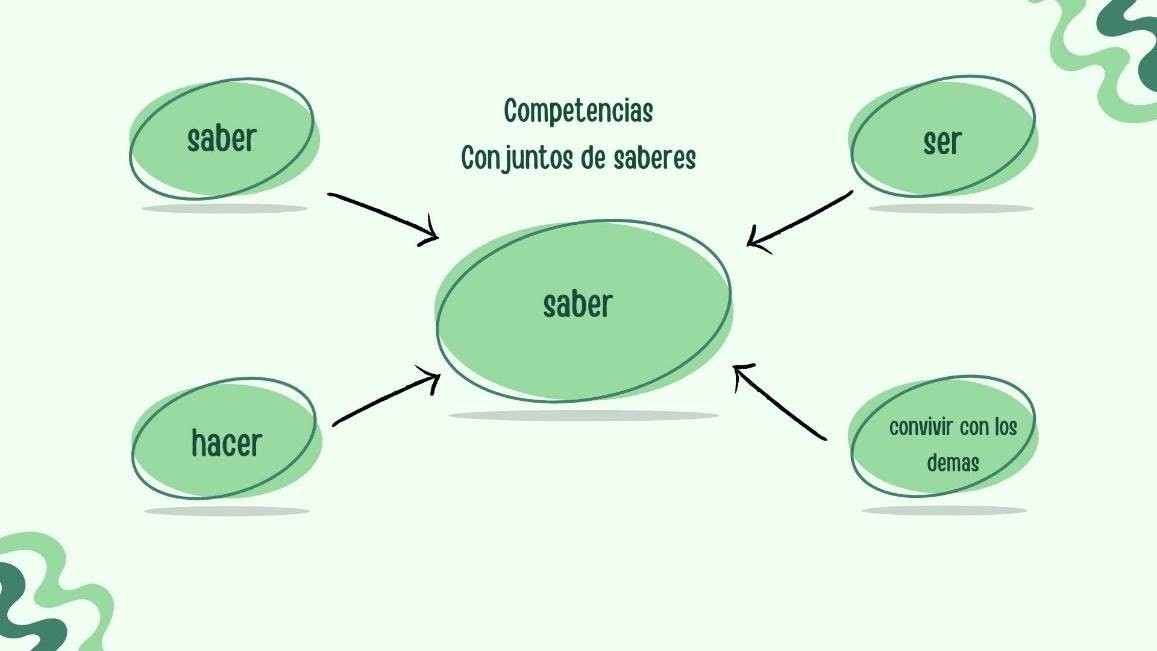 Competencias
Conjuntos de saberes
saber
ser
saber
hacer
convivir con los
demas